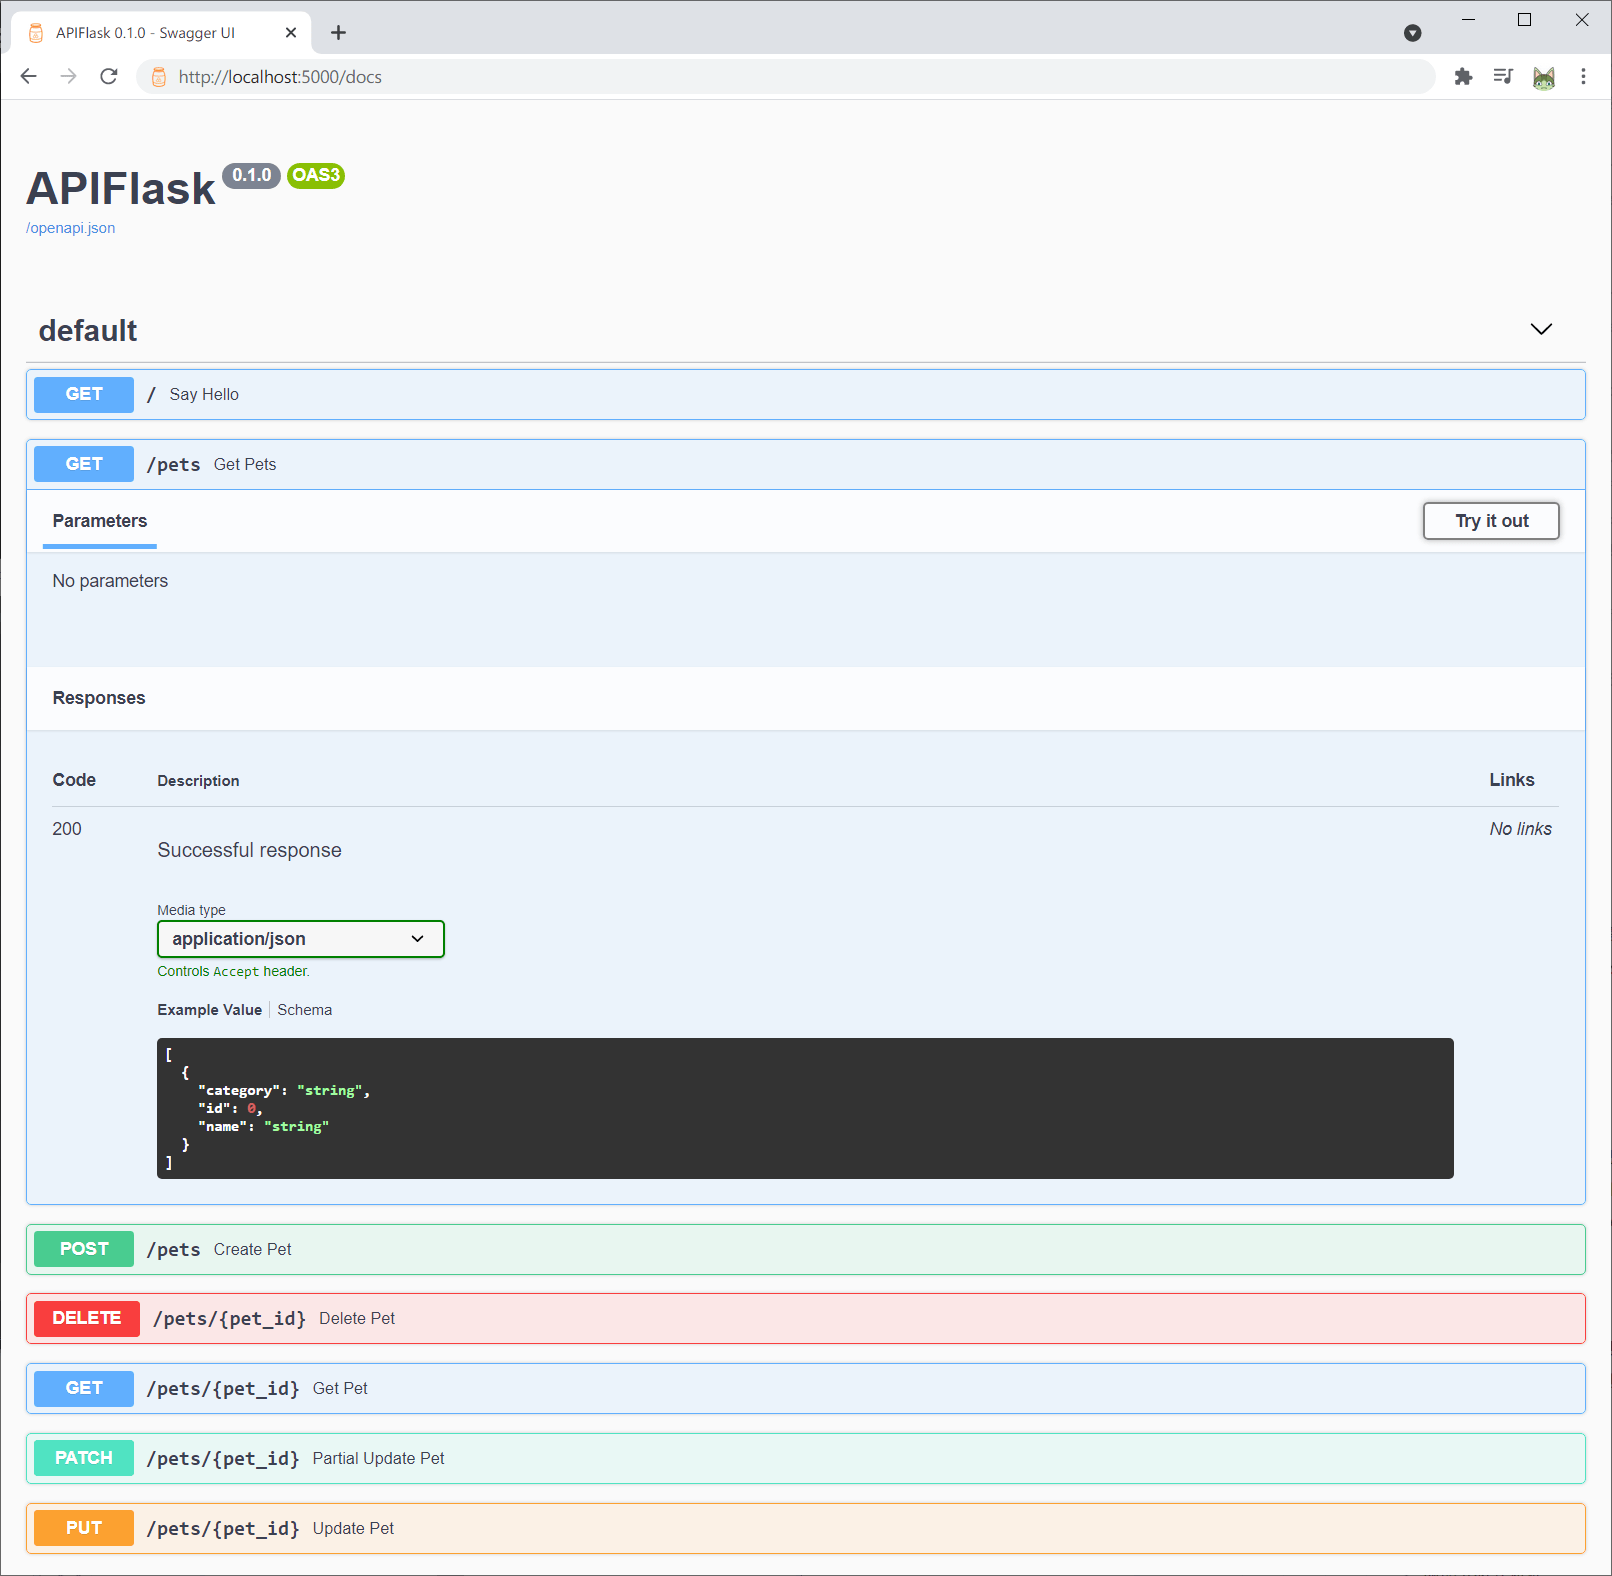 APIFlask 0.1.0 - Swagger UI
http://localhost:5000/docs
APIFlask 0.1.0 OAS3
/openapi.json
default
GET / Say Hello
GET /pets Get Pets
Parameters Try it out
No parameters
Responses
Code Description Links
200 Successful response No links
Media type
application/json
Controls Accept header.
Example Value Schema
[
{
"category": "string",
"id": 0,
"name": "string"
}
]
POST /pets Create Pet
DELETE /pets/{pet_id} Delete Pet
GET /pets/{pet_id} Get Pet
PATCH /pets/{pet_id} Partial Update Pet
PUT /pets/{pet_id} Update Pet